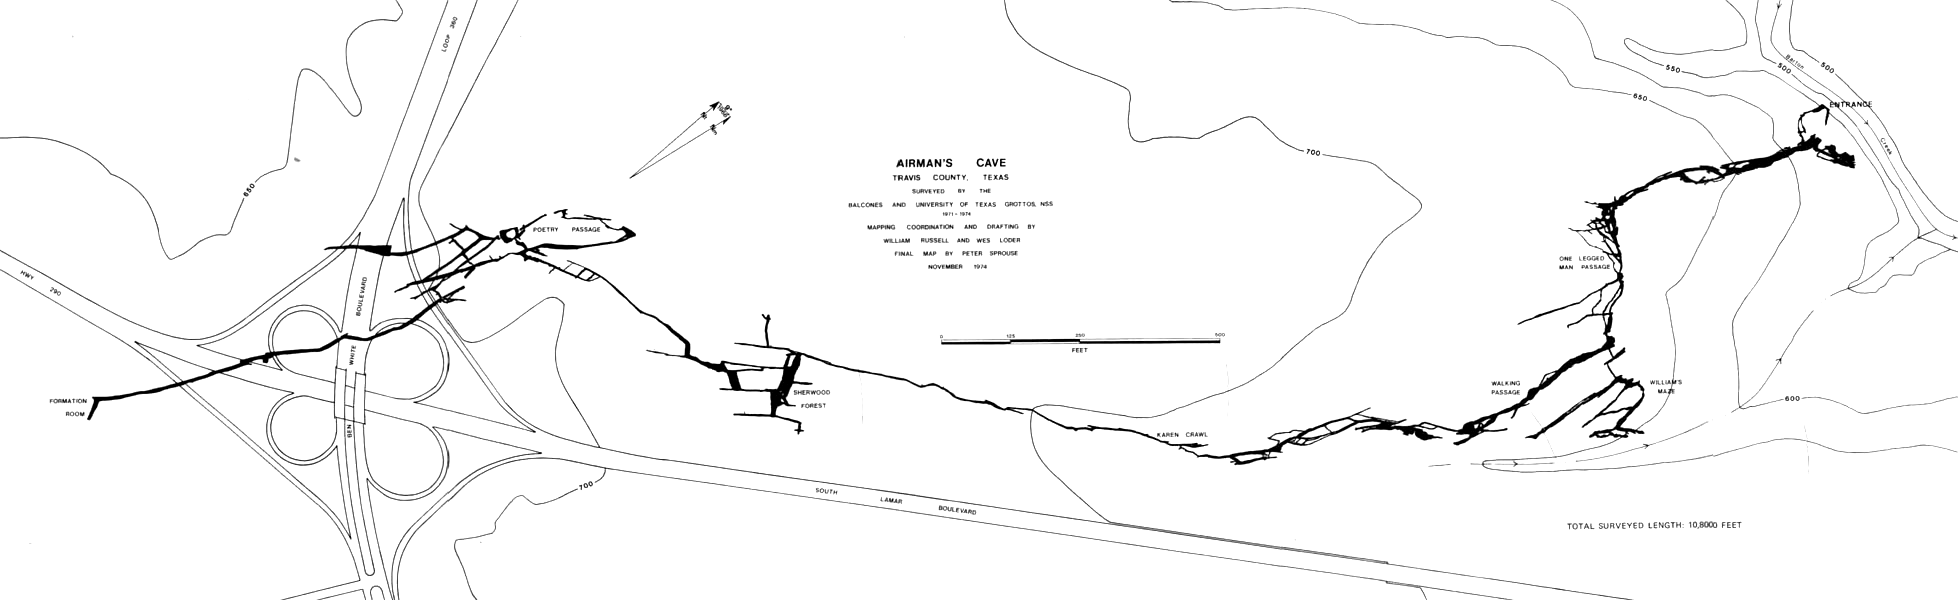 LOOP 360
Barton
500
500
550
650
ENTRANCE
Creek
700
AIRMAN'S CAVE
TRAVIS COUNTY, TEXAS
SURVEYED BY THE
BALCONES AND UNIVERSITY OF TEXAS GROTTOS, NSS
1971-1974
MAPPING COORDINATION AND DRAFTING BY
WILLIAM RUSSELL AND WES LODER
FINAL MAP BY PETER SPROUSE
NOVEMBER 1974
650
POETRY PASSAGE
ONE LEGGED
MAN PASSAGE
HWY 290
BEN WHITE BOULEVARD
0 125 250 500
FEET
SHERWOOD
FOREST
WALKING
PASSAGE
WILLIAM'S
MAZE
600
FORMATION
ROOM
KAREN CRAWL
700
SOUTH LAMAR BOULEVARD
TOTAL SURVEYED LENGTH: 10,8000 FEET